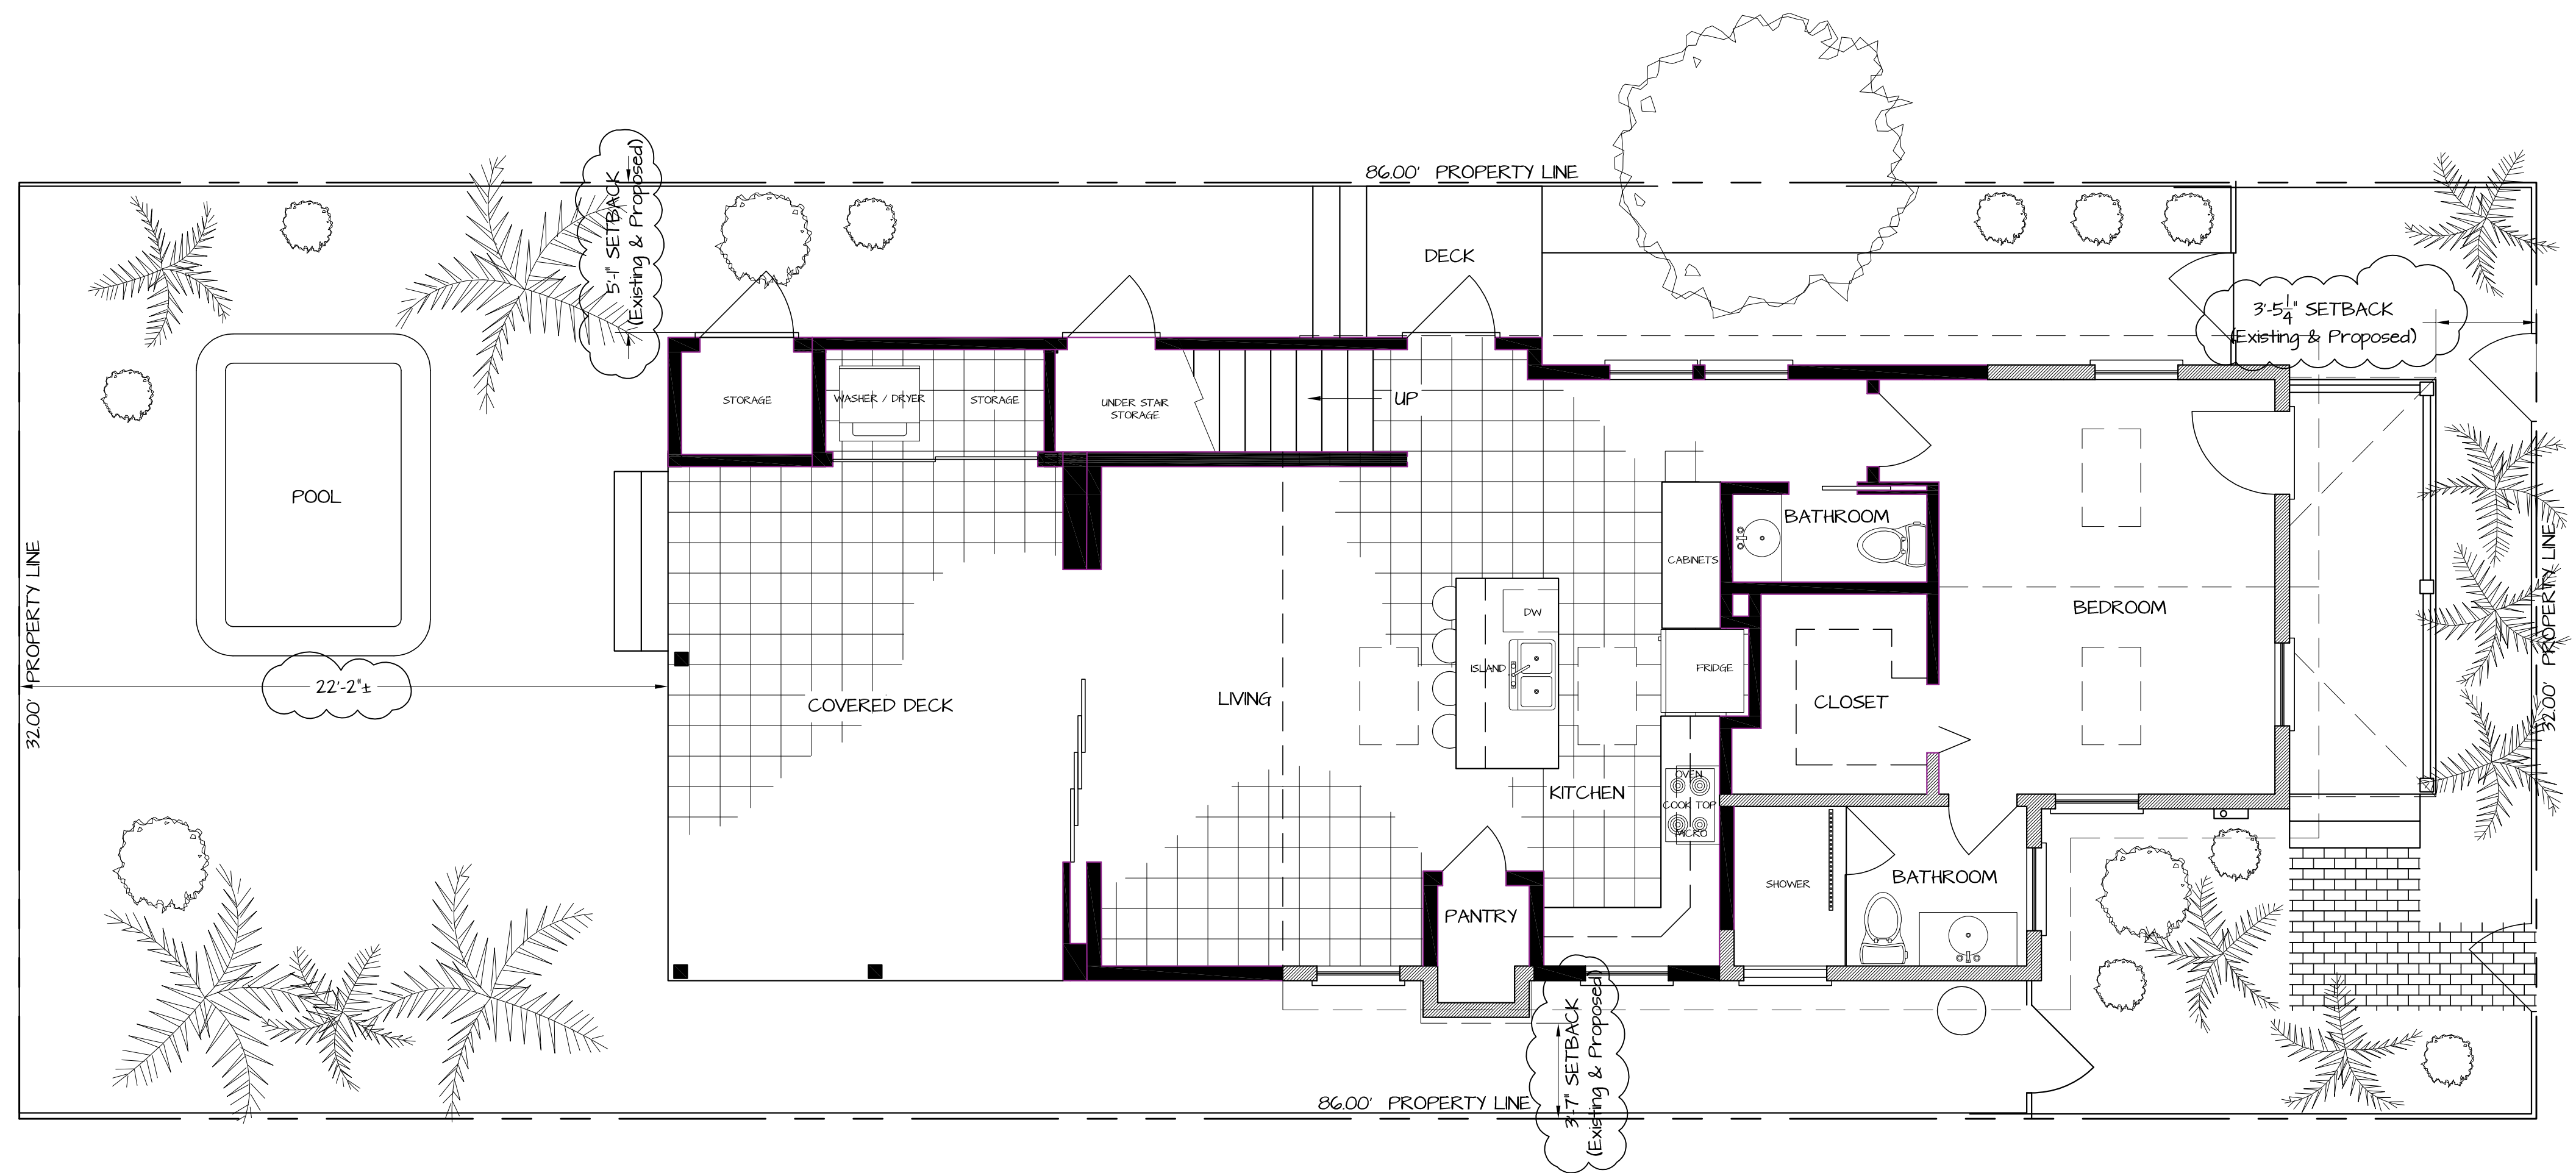 86.00' PROPERTY LINE
5'-1" SETBACK
(Existing & Proposed)
DECK
3'-5 1/4" SETBACK
(Existing & Proposed)
STORAGE
WASHER / DRYER
STORAGE
UNDER STAIR
STORAGE
UP
POOL
BATHROOM
CABINETS
32.00' PROPERTY LINE
22'-2"±
COVERED DECK
LIVING
DW
ISLAND
FRIDGE
CLOSET
BEDROOM
32.00' PROPERTY LINE
OVEN
KITCHEN
COOK TOP
MICRO
SHOWER
BATHROOM
PANTRY
3'-7" SETBACK
(Existing & Proposed)
86.00' PROPERTY LINE